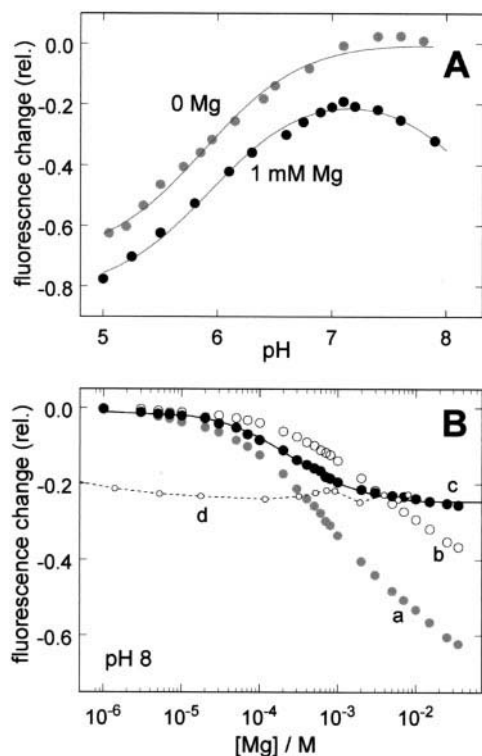 0.0
A
0 Mg
-0.2
-0.4
1 mM Mg
-0.6
-0.8
fluorescnce change (rel.)
5 6 7 8
pH
0.0
B
c
-0.2
d
b
-0.4
a
-0.6
pH 8
fluorescence change (rel.)
10⁻⁶ 10⁻⁵ 10⁻⁴ 10⁻³ 10⁻²
[Mg] / M